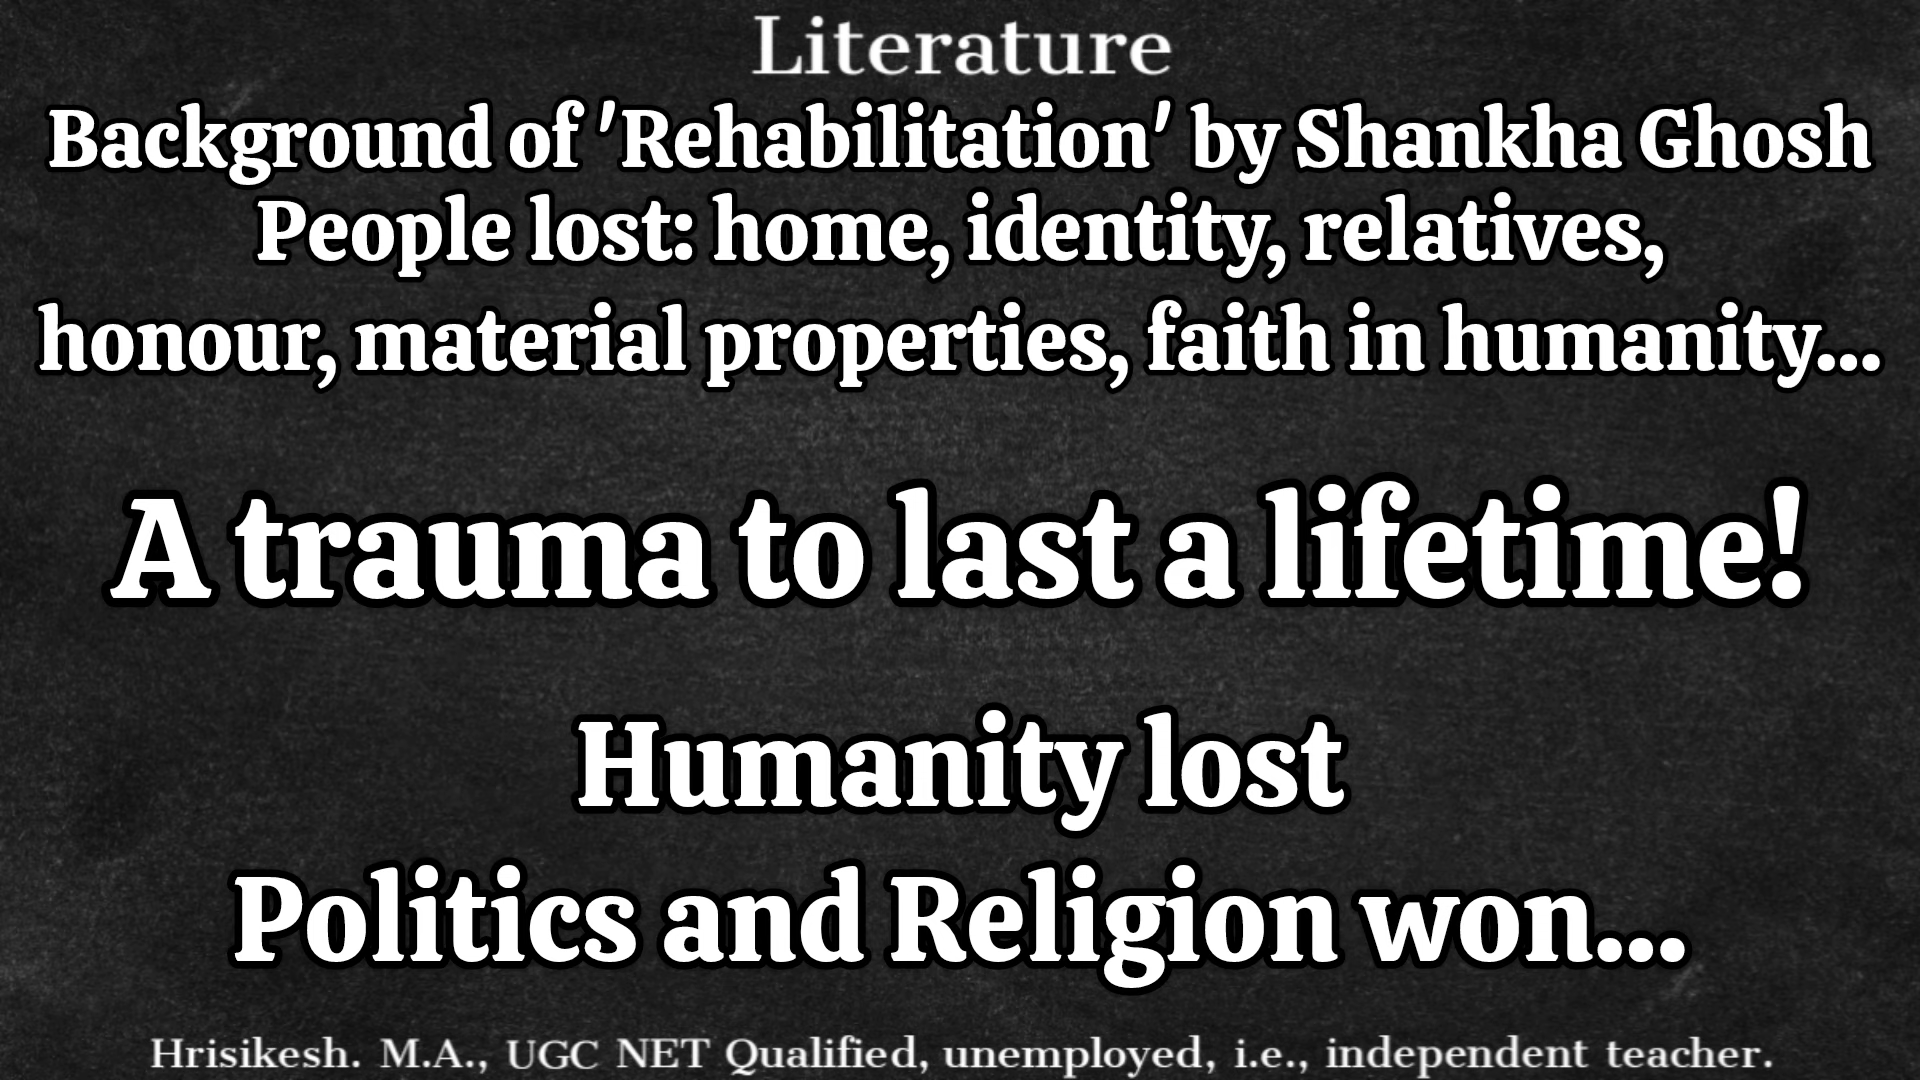 Literature
Background of 'Rehabilitation' by Shankha Ghosh
People lost: home, identity, relatives,
honour, material properties, faith in humanity...
A trauma to last a lifetime!
Humanity lost
Politics and Religion won...
Hrisikesh. M.A., UGC NET Qualified, unemployed, i.e., independent teacher.